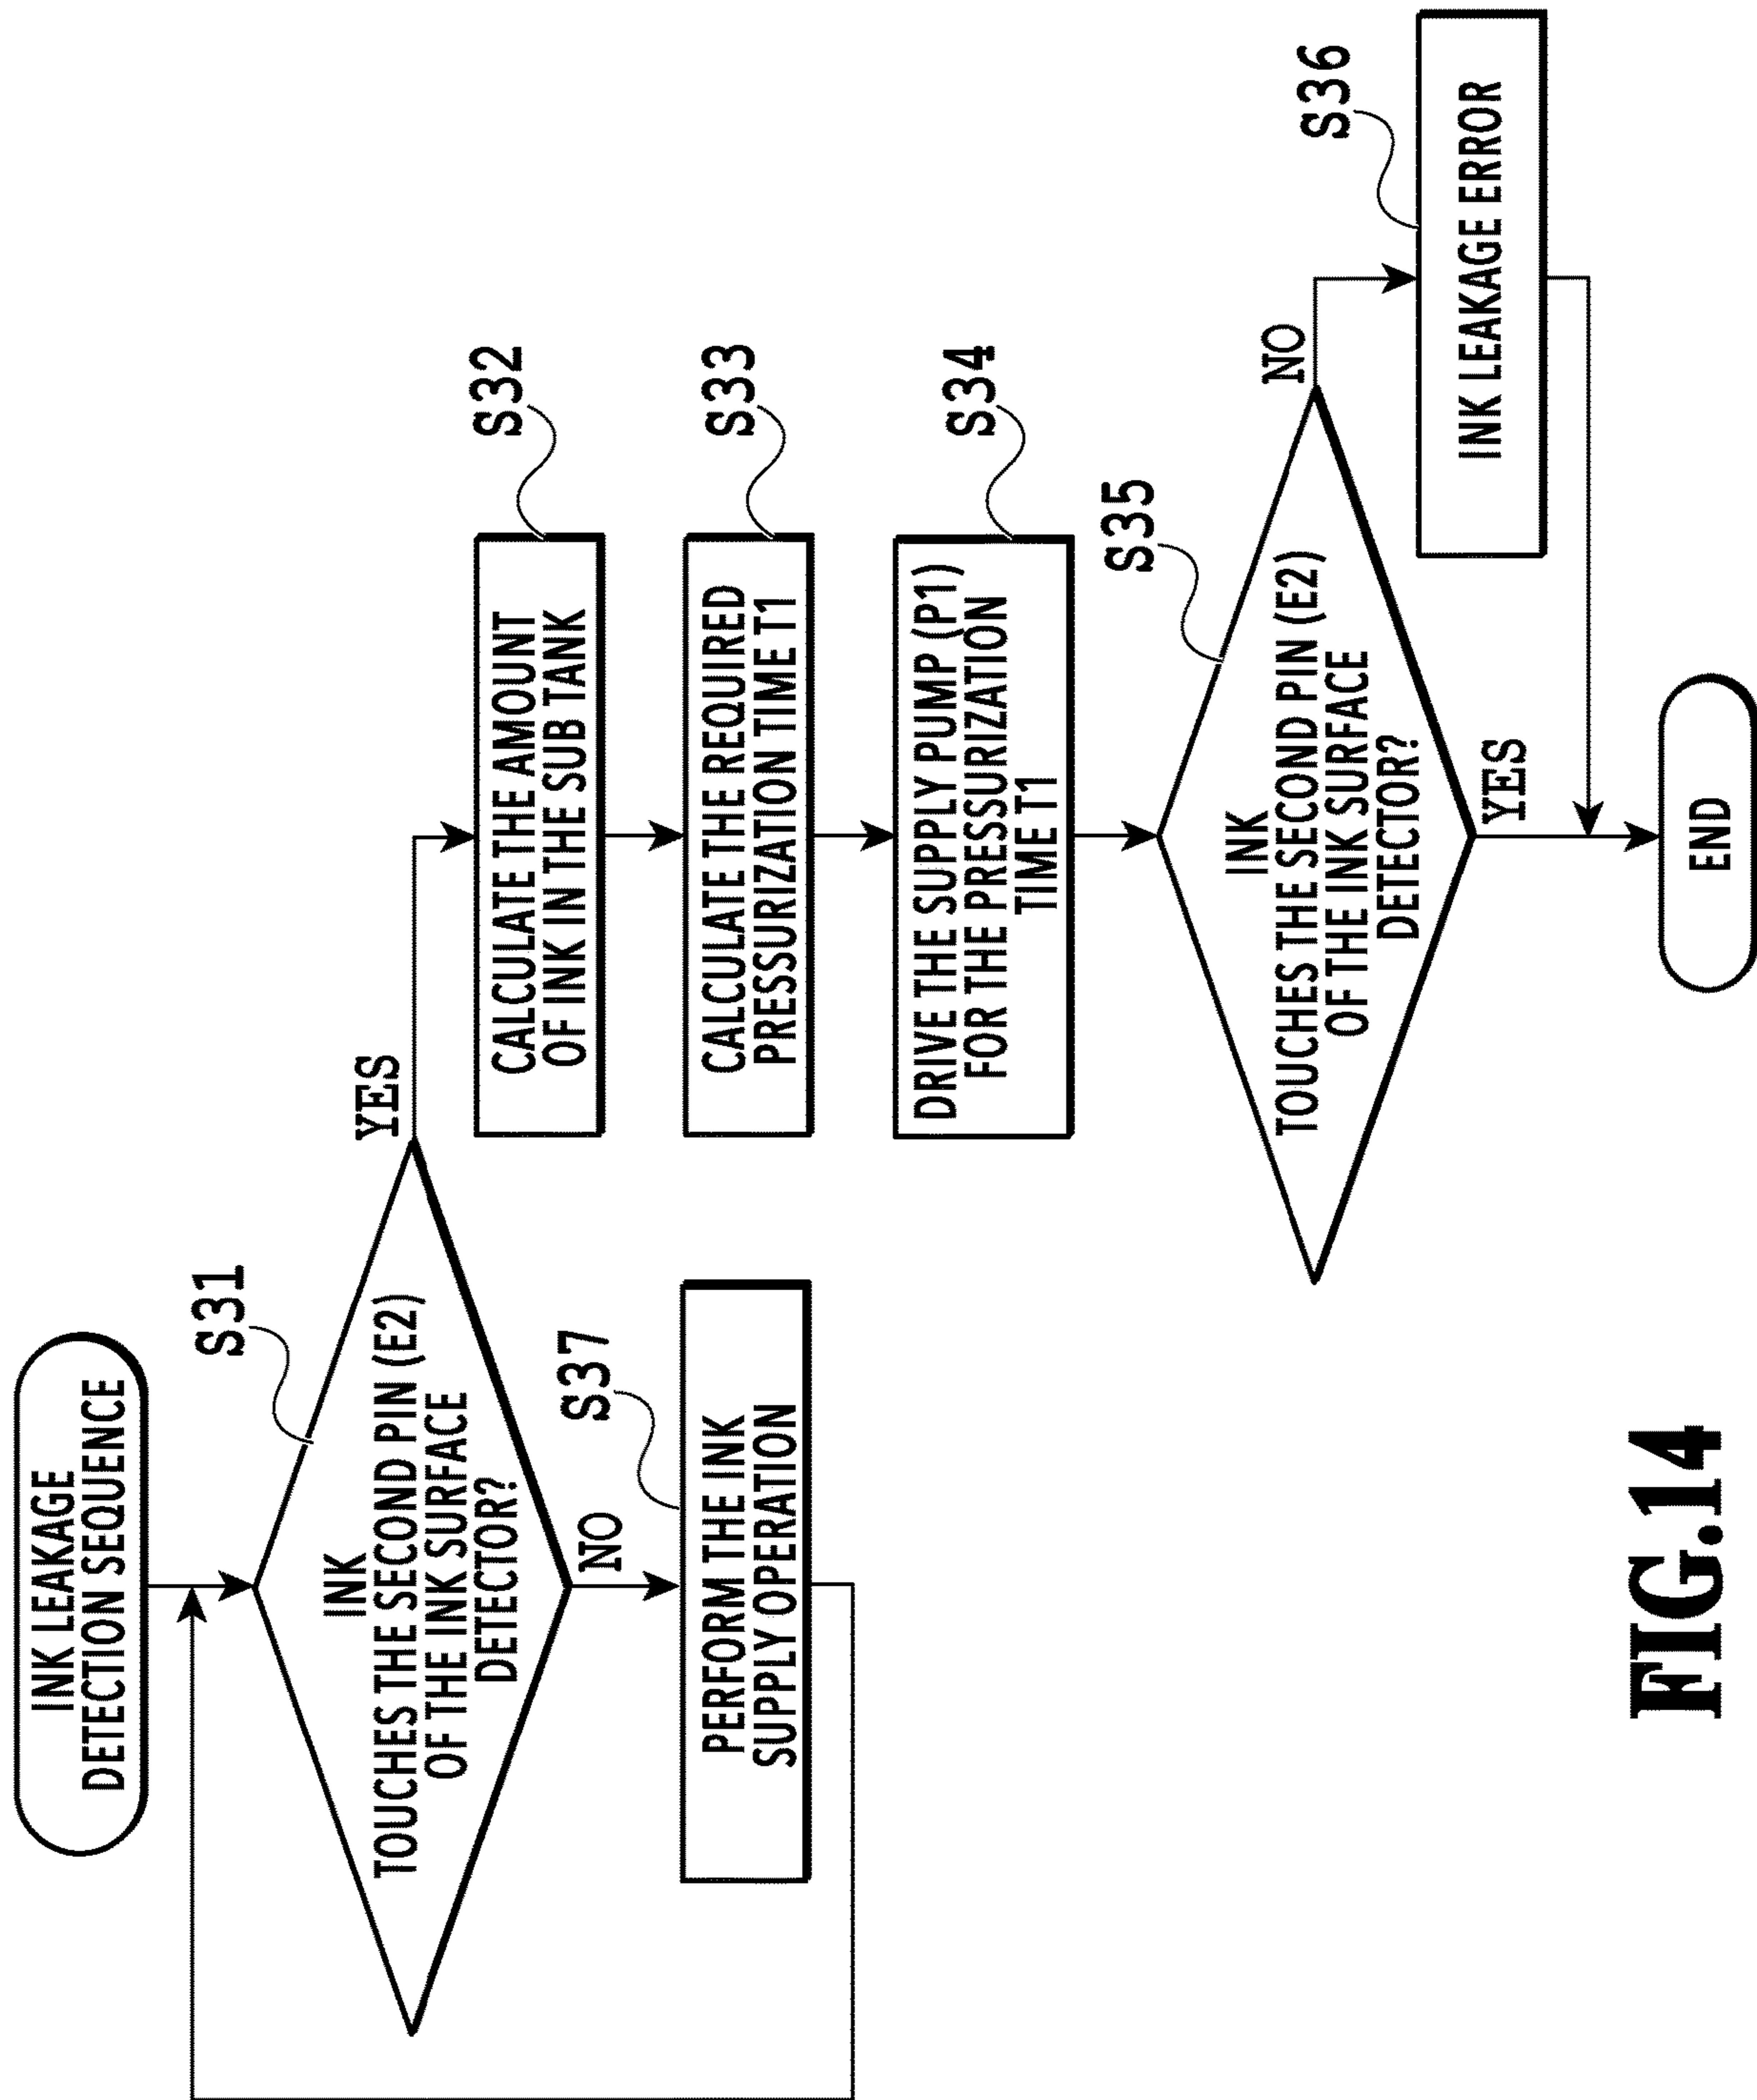 INK LEAKAGE
DETECTION SEQUENCE
S31
INK
TOUCHES THE SECOND PIN (E2)
OF THE INK SURFACE
DETECTOR?
YES
NO
S37
PERFORM THE INK
SUPPLY OPERATION
S32
CALCULATE THE AMOUNT
OF INK IN THE SUB TANK
S33
CALCULATE THE REQUIRED
PRESSURIZATION TIME T1
S34
DRIVE THE SUPPLY PUMP (P1)
FOR THE PRESSURIZATION
TIME T1
S35
INK
TOUCHES THE SECOND PIN (E2)
OF THE INK SURFACE
DETECTOR?
NO
S36
INK LEAKAGE ERROR
YES
END
FIG.14